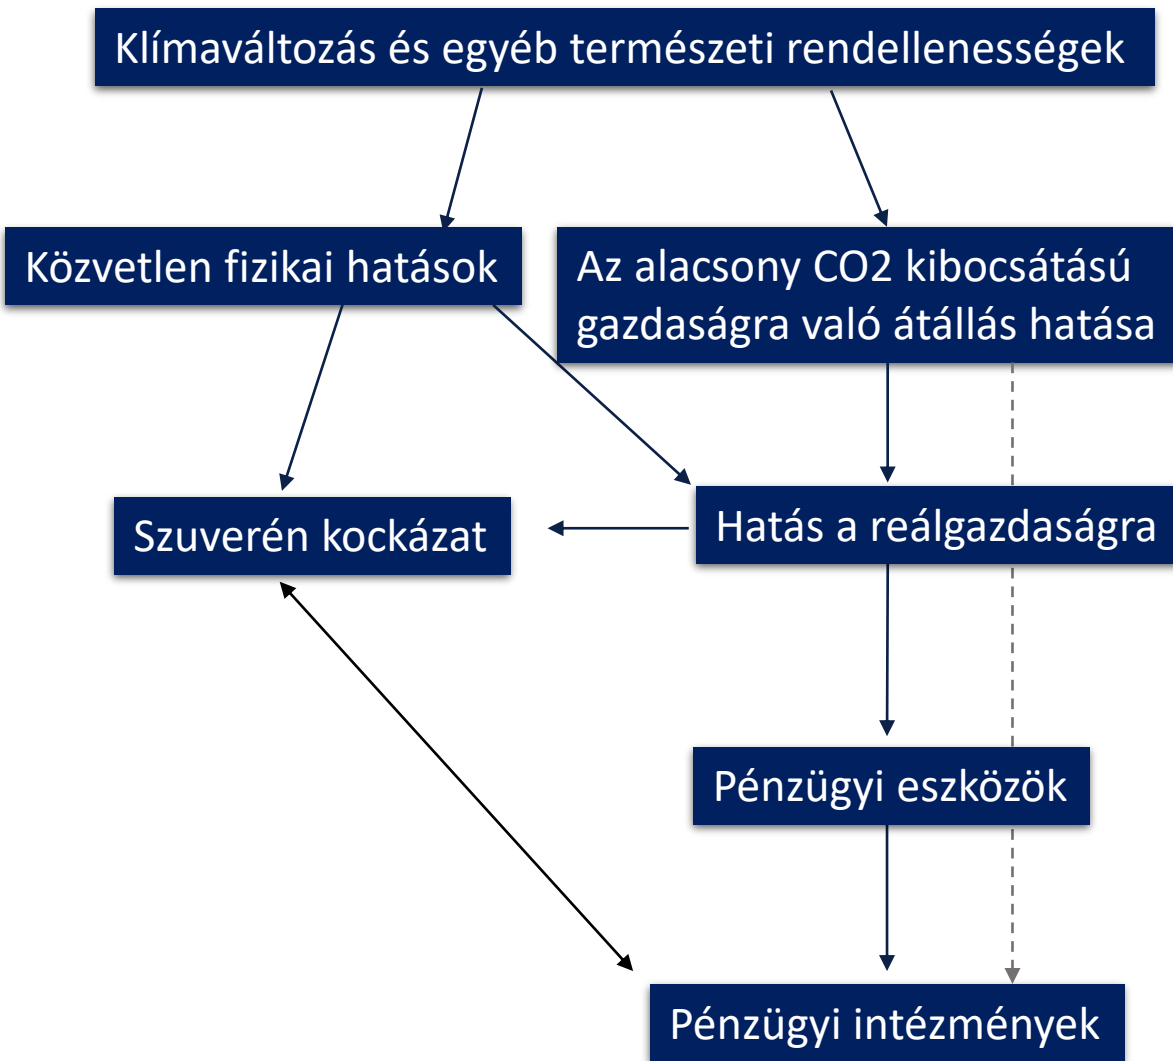 Klímaváltozás és egyéb természeti rendellenességek
Közvetlen fizikai hatások
Az alacsony CO2 kibocsátású
gazdaságra való átállás hatása
Szuverén kockázat
Hatás a reálgazdaságra
Pénzügyi eszközök
Pénzügyi intézmények